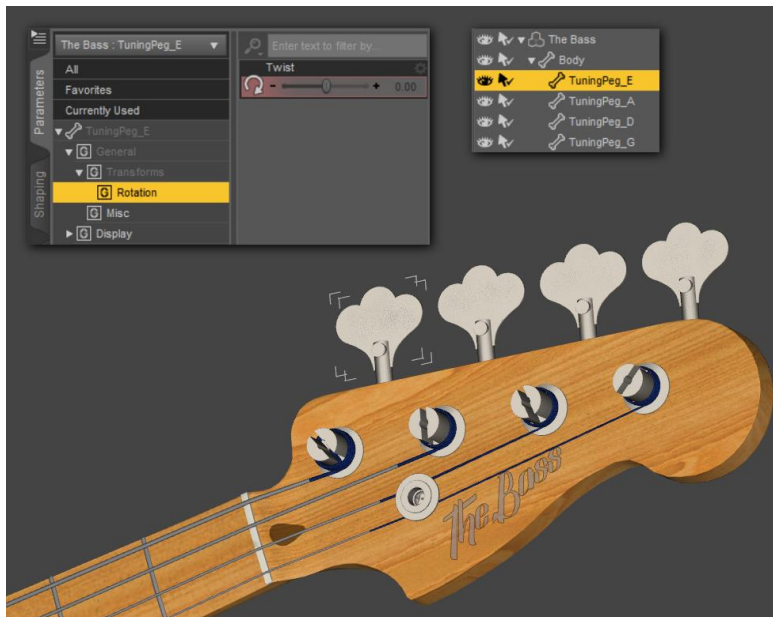 The Bass : TuningPeg_E
Enter text to filter by...
All
Favorites
Currently Used
TuningPeg_E
G General
G Transforms
G Rotation
G Misc
G Display
Parameters
Shaping
Twist
- + 0.00
The Bass
Body
TuningPeg_E
TuningPeg_A
TuningPeg_D
TuningPeg_G
The Bass